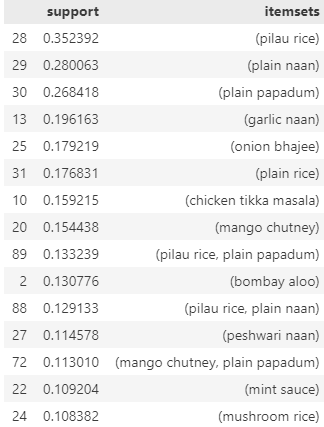 support itemsets
28 0.352392 (pilau rice)
29 0.280063 (plain naan)
30 0.268418 (plain papadum)
13 0.196163 (garlic naan)
25 0.179219 (onion bhajee)
31 0.176831 (plain rice)
10 0.159215 (chicken tikka masala)
20 0.154438 (mango chutney)
89 0.133239 (pilau rice, plain papadum)
2 0.130776 (bombay aloo)
88 0.129133 (pilau rice, plain naan)
27 0.114578 (peshwari naan)
72 0.113010 (mango chutney, plain papadum)
22 0.109204 (mint sauce)
24 0.108382 (mushroom rice)